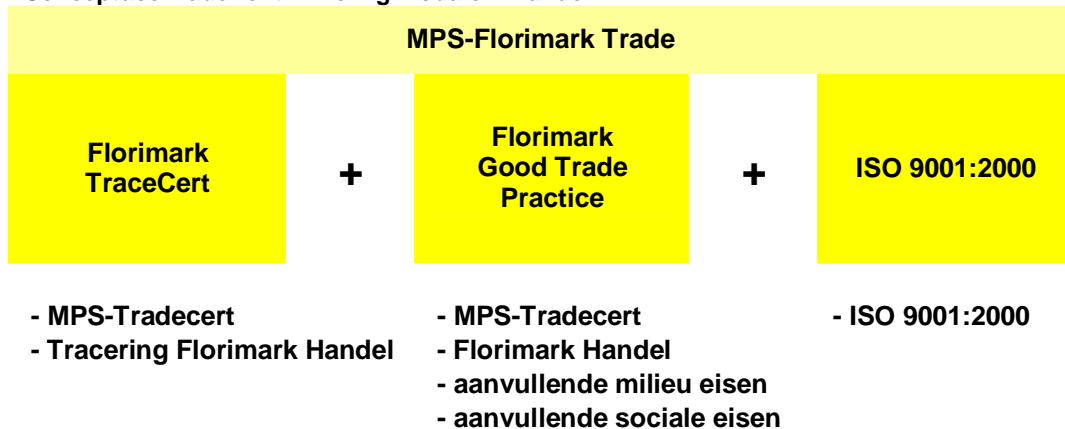 MPS-Florimark Trade
Florimark
TraceCert
+
Florimark
Good Trade
Practice
+
ISO 9001:2000
- MPS-Tradecert
- Tracering Florimark Handel
- MPS-Tradecert
- Florimark Handel
- aanvullende milieu eisen
- aanvullende sociale eisen
- ISO 9001:2000